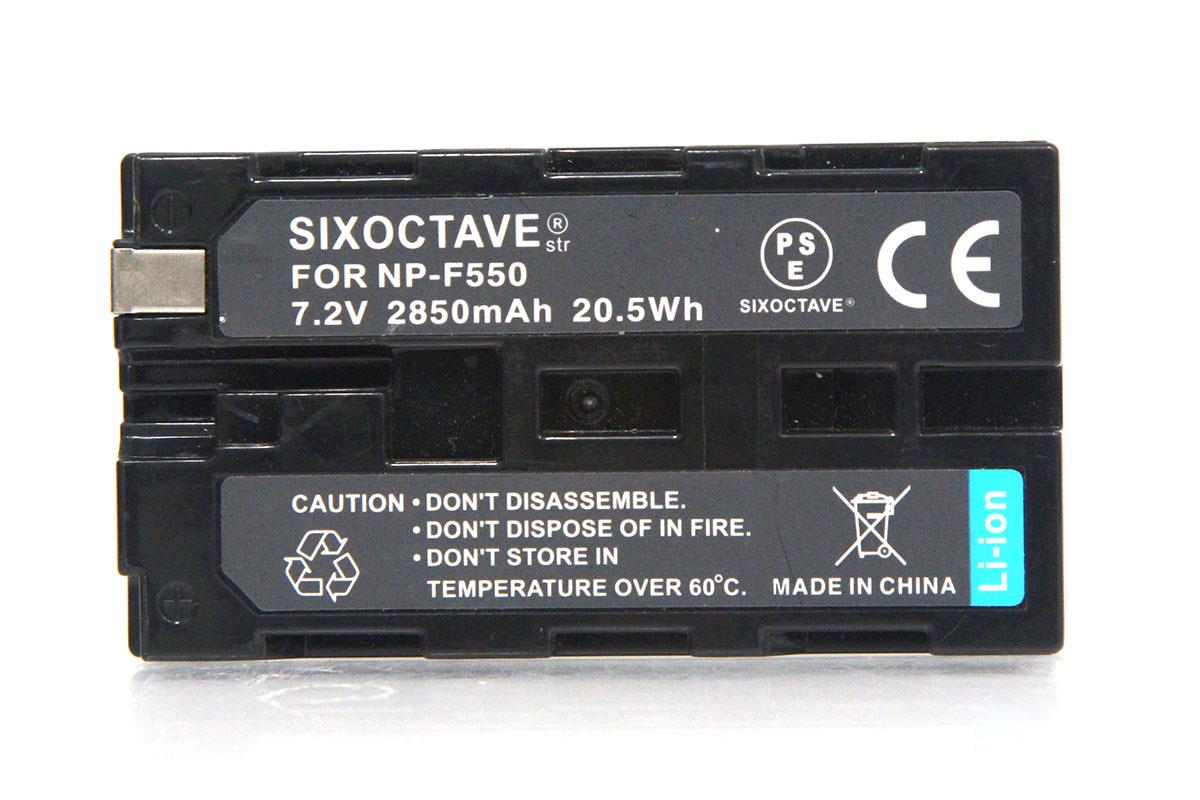 SIXOCTAVE® str
FOR NP-F550
7.2V 2850mAh 20.5Wh
PS
E
SIXOCTAVE®
CE
CAUTION • DON'T DISASSEMBLE.
• DON'T DISPOSE OF IN FIRE.
• DON'T STORE IN
TEMPERATURE OVER 60°C.
MADE IN CHINA
Li-ion